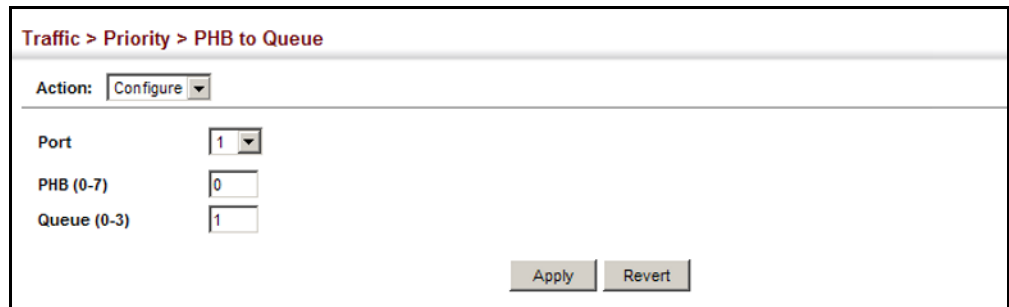 Traffic > Priority > PHB to Queue
Action: Configure
Port 1
PHB (0-7) 0
Queue (0-3) 1
Apply Revert